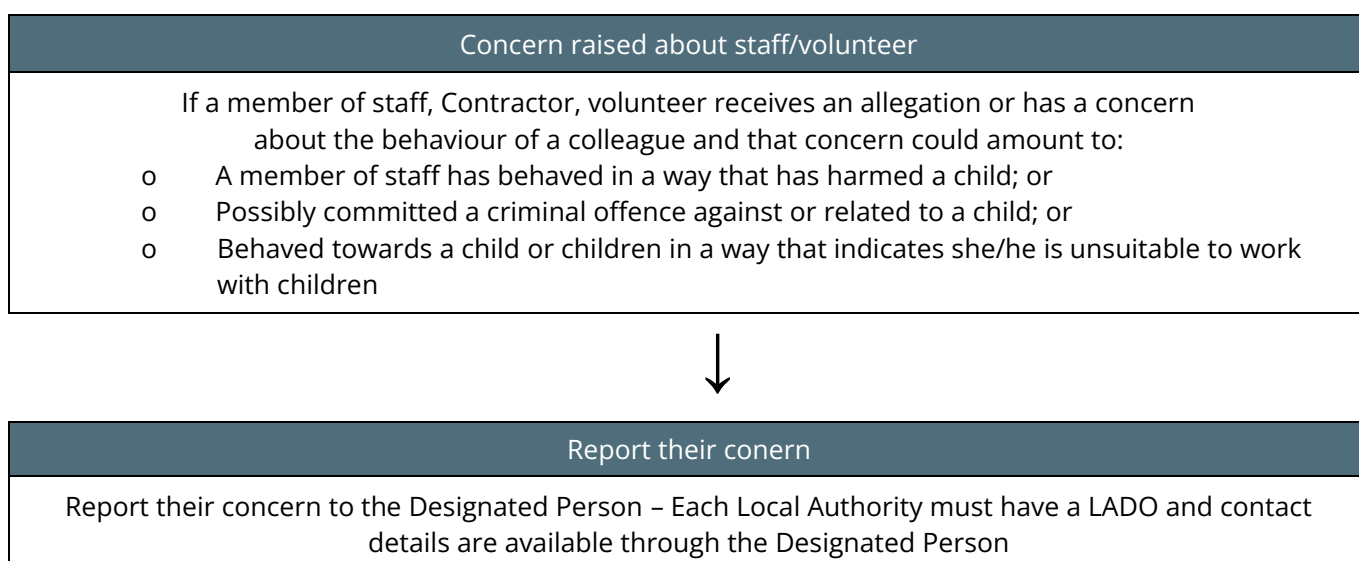 Concern raised about staff/volunteer
If a member of staff, Contractor, volunteer receives an allegation or has a concern
about the behaviour of a colleague and that concern could amount to:
o A member of staff has behaved in a way that has harmed a child; or
o Possibly committed a criminal offence against or related to a child; or
o Behaved towards a child or children in a way that indicates she/he is unsuitable to work
with children
↓
Report their conern
Report their concern to the Designated Person – Each Local Authority must have a LADO and contact
details are available through the Designated Person